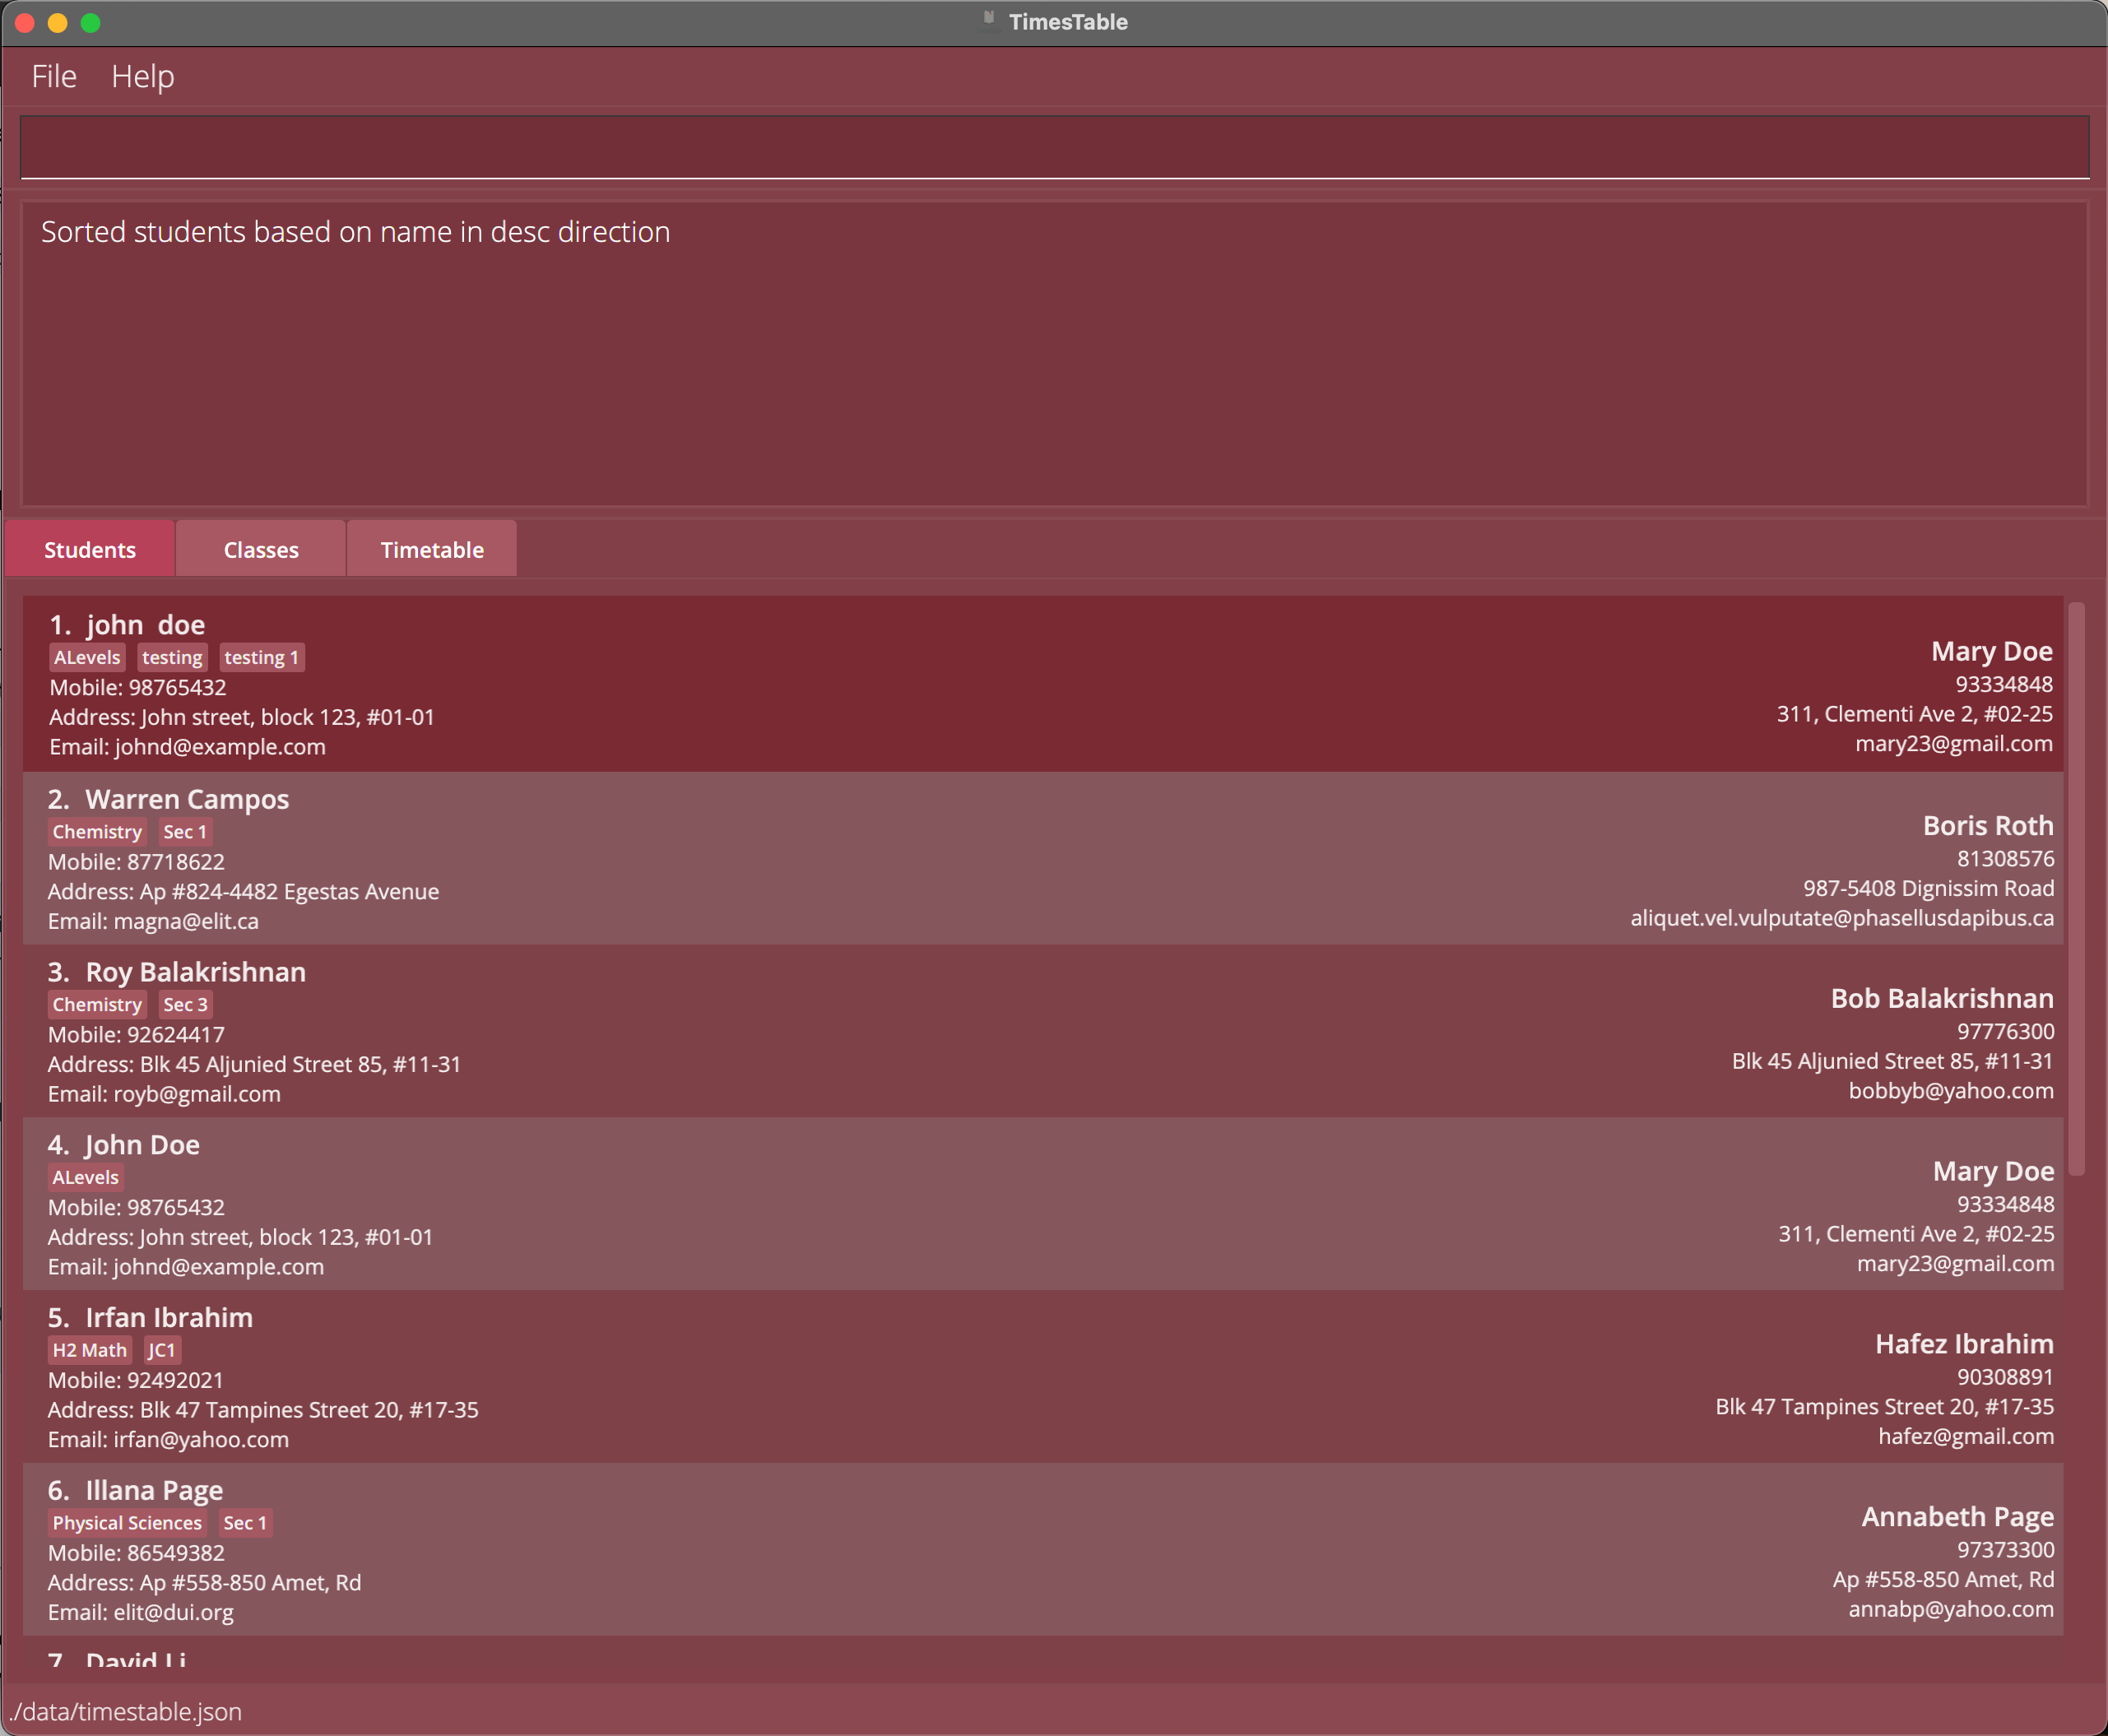 TimesTable
File Help
Sorted students based on name in desc direction
Students Classes Timetable
1. john  doe
ALevels testing testing 1
Mobile: 98765432
Address: John street, block 123, #01-01
Email: johnd@example.com
Mary Doe
93334848
311, Clementi Ave 2, #02-25
mary23@gmail.com
2. Warren Campos
Chemistry Sec 1
Mobile: 87718622
Address: Ap #824-4482 Egestas Avenue
Email: magna@elit.ca
Boris Roth
81308576
987-5408 Dignissim Road
aliquet.vel.vulputate@phasellusdapibus.ca
3. Roy Balakrishnan
Chemistry Sec 3
Mobile: 92624417
Address: Blk 45 Aljunied Street 85, #11-31
Email: royb@gmail.com
Bob Balakrishnan
97776300
Blk 45 Aljunied Street 85, #11-31
bobbyb@yahoo.com
4. John Doe
ALevels
Mobile: 98765432
Address: John street, block 123, #01-01
Email: johnd@example.com
Mary Doe
93334848
311, Clementi Ave 2, #02-25
mary23@gmail.com
5. Irfan Ibrahim
H2 Math JC1
Mobile: 92492021
Address: Blk 47 Tampines Street 20, #17-35
Email: irfan@yahoo.com
Hafez Ibrahim
90308891
Blk 47 Tampines Street 20, #17-35
hafez@gmail.com
6. Illana Page
Physical Sciences Sec 1
Mobile: 86549382
Address: Ap #558-850 Amet, Rd
Email: elit@dui.org
Annabeth Page
97373300
Ap #558-850 Amet, Rd
annabp@yahoo.com
7. David Li
./data/timestable.json